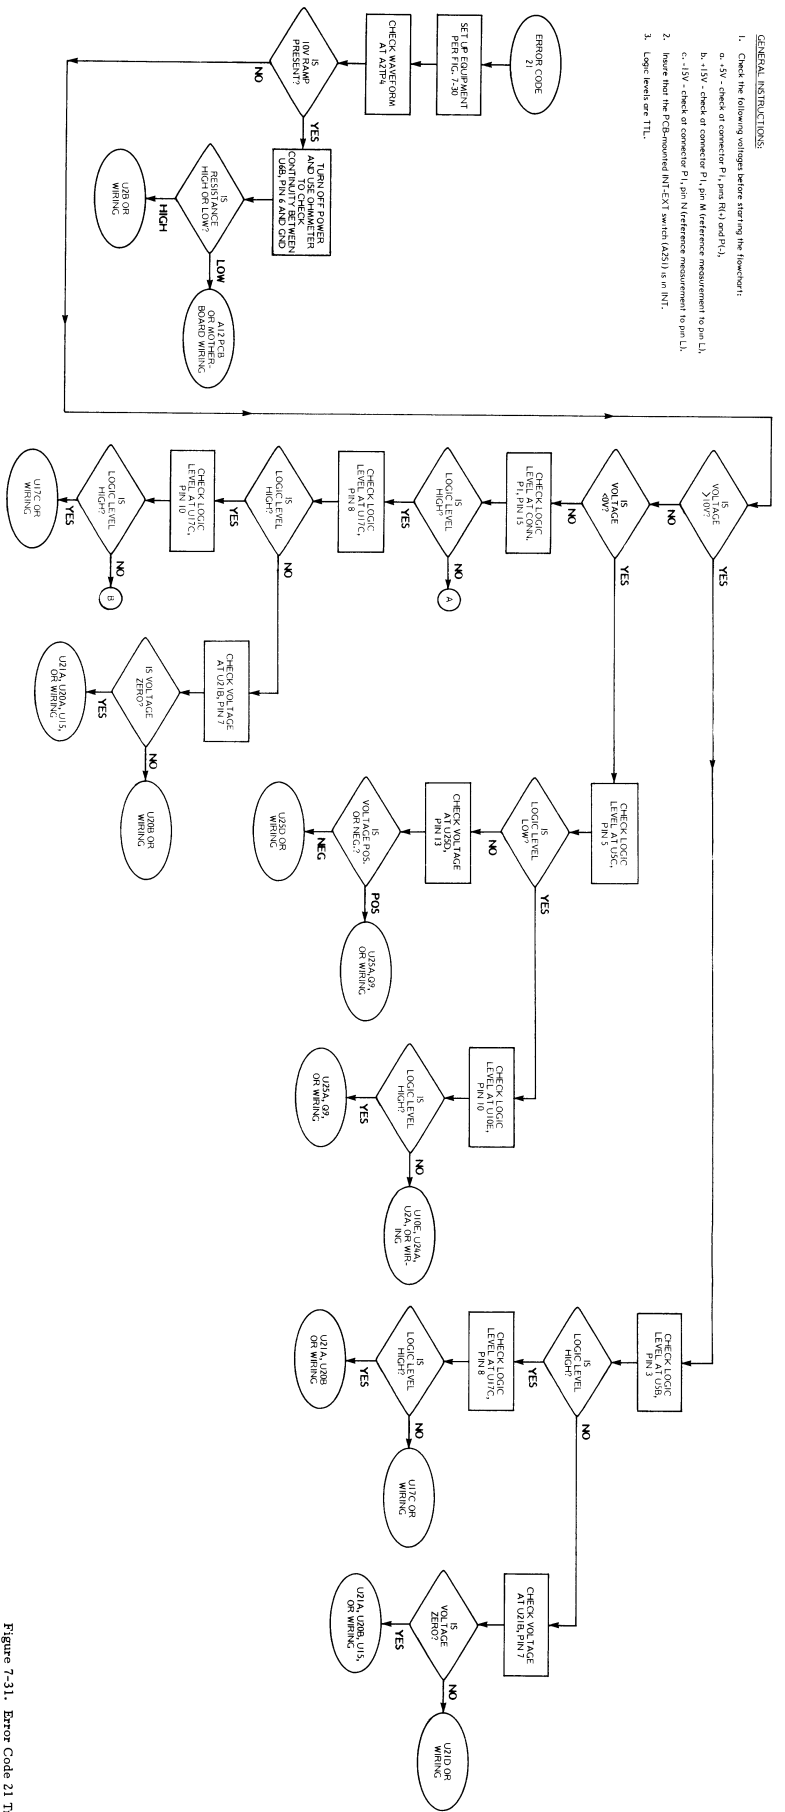 GENERAL INSTRUCTIONS:
1. Check the following voltages before starting the flowchart:
a. +5V - check at connector P1, pins R(+) and P(-),
b. +15V - check at connector P1, pin M (reference measurement to pin L),
c. -15V - check at connector P1, pin N (reference measurement to pin L).
2. Insure that the PCB-mounted INT-EXT switch (A2S1) is in INT.
3. Logic levels are TTL.
ERROR CODE
21
SET UP EQUIPMENT
PER FIG. 7-30
CHECK WAVEFORM
AT A2TP4
IS
10V RAMP
PRESENT?
NO
YES
TURN OFF POWER
AND USE OHMMETER
TO CHECK
CONTINUITY BETWEEN
U6B, PIN 6 AND GND
IS
RESISTANCE
HIGH OR LOW?
HIGH
LOW
U2B OR
WIRING
A12 PCB
OR MOTHER-
BOARD WIRING
IS
VOLTAGE
>10V?
NO
YES
IS
VOLTAGE
<0V?
NO
YES
CHECK LOGIC
LEVEL AT CONN.
P1, PIN 15
IS
LOGIC LEVEL
HIGH?
YES
NO
A
CHECK LOGIC
LEVEL AT U17C,
PIN 8
IS
LOGIC LEVEL
HIGH?
YES
NO
CHECK LOGIC
LEVEL AT U17C,
PIN 10
IS
LOGIC LEVEL
HIGH?
YES
NO
B
U17C OR
WIRING
CHECK VOLTAGE
AT U21B, PIN 7
IS VOLTAGE
ZERO?
YES
NO
U21A, U20A, U15,
OR WIRING
U20B OR
WIRING
CHECK LOGIC
LEVEL AT U5C,
PIN 5
IS
LOGIC LEVEL
LOW?
NO
YES
CHECK VOLTAGE
AT U25D,
PIN 13
IS
VOLTAGE POS.
OR NEG.?
NEG
POS
U25D OR
WIRING
U25A,Q9,
OR WIRING
CHECK LOGIC
LEVEL AT U10E,
PIN 10
IS
LOGIC LEVEL
HIGH?
YES
NO
U25A, Q9,
OR WIRING
U10E, U24A,
U2A, OR WIR-
ING
CHECK LOGIC
LEVEL AT U5B,
PIN 3
IS
LOGIC LEVEL
HIGH?
YES
NO
CHECK LOGIC
LEVEL AT U17C,
PIN 8
IS
LOGIC LEVEL
HIGH?
YES
NO
U21A, U20B
OR WIRING
U17C OR
WIRING
CHECK VOLTAGE
AT U21B, PIN 7
IS
VOLTAGE
ZERO?
YES
NO
U21A, U20B, U15,
OR WIRING
U21D OR
WIRING
Figure 7-31. Error Code 21 T